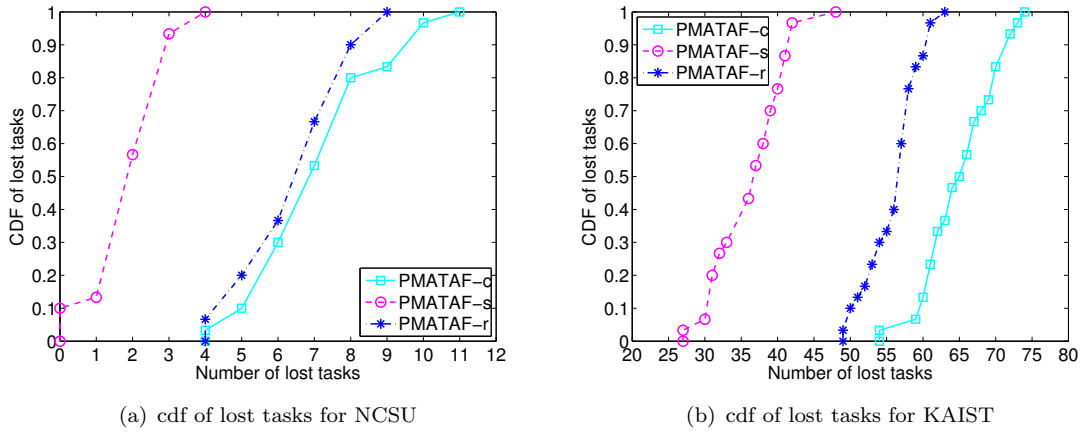 1
0.9
0.8
0.7
0.6
0.5
0.4
0.3
0.2
0.1
0
CDF of lost tasks
0 1 2 3 4 5 6 7 8 9 10 11 12
Number of lost tasks
PMATAF-c
PMATAF-s
PMATAF-r
(a) cdf of lost tasks for NCSU
1
0.9
0.8
0.7
0.6
0.5
0.4
0.3
0.2
0.1
0
CDF of lost tasks
20 25 30 35 40 45 50 55 60 65 70 75 80
Number of lost tasks
PMATAF-c
PMATAF-s
PMATAF-r
(b) cdf of lost tasks for KAIST